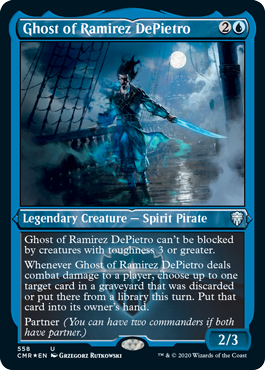 Ghost of Ramirez DePietro 2
Legendary Creature — Spirit Pirate
Ghost of Ramirez DePietro can't be blocked
by creatures with toughness 3 or greater.
Whenever Ghost of Ramirez DePietro deals
combat damage to a player, choose up to one
target card in a graveyard that was discarded
or put there from a library this turn. Put that
card into its owner's hand.
Partner (You can have two commanders if both
have partner.)
2/3
558 U
CMR★EN Grzegorz Rutkowski ™ & © 2020 Wizards of the Coast